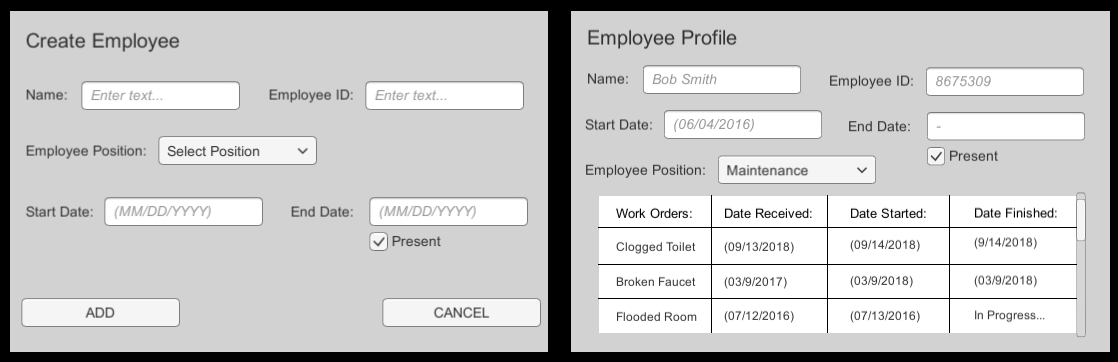 Create Employee
Name: Enter text... Employee ID: Enter text...
Employee Position: Select Position
Start Date: (MM/DD/YYYY) End Date: (MM/DD/YYYY)
Present
ADD CANCEL
Employee Profile
Name: Bob Smith Employee ID: 8675309
Start Date: (06/04/2016) End Date: -
Present
Employee Position: Maintenance
Work Orders: Date Received: Date Started: Date Finished:
Clogged Toilet (09/13/2018) (09/14/2018) (9/14/2018)
Broken Faucet (03/9/2017) (03/9/2018) (03/9/2018)
Flooded Room (07/12/2016) (07/13/2016) In Progress...